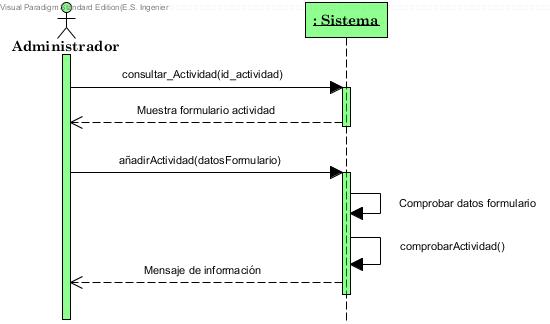 Visual Paradigm Standard Edition(E.S. Ingenier
: Sistema
Administrador
consultar_Actividad(id_actividad)
Muestra formulario actividad
añadirActividad(datosFormulario)
Comprobar datos formulario
comprobarActividad()
Mensaje de información